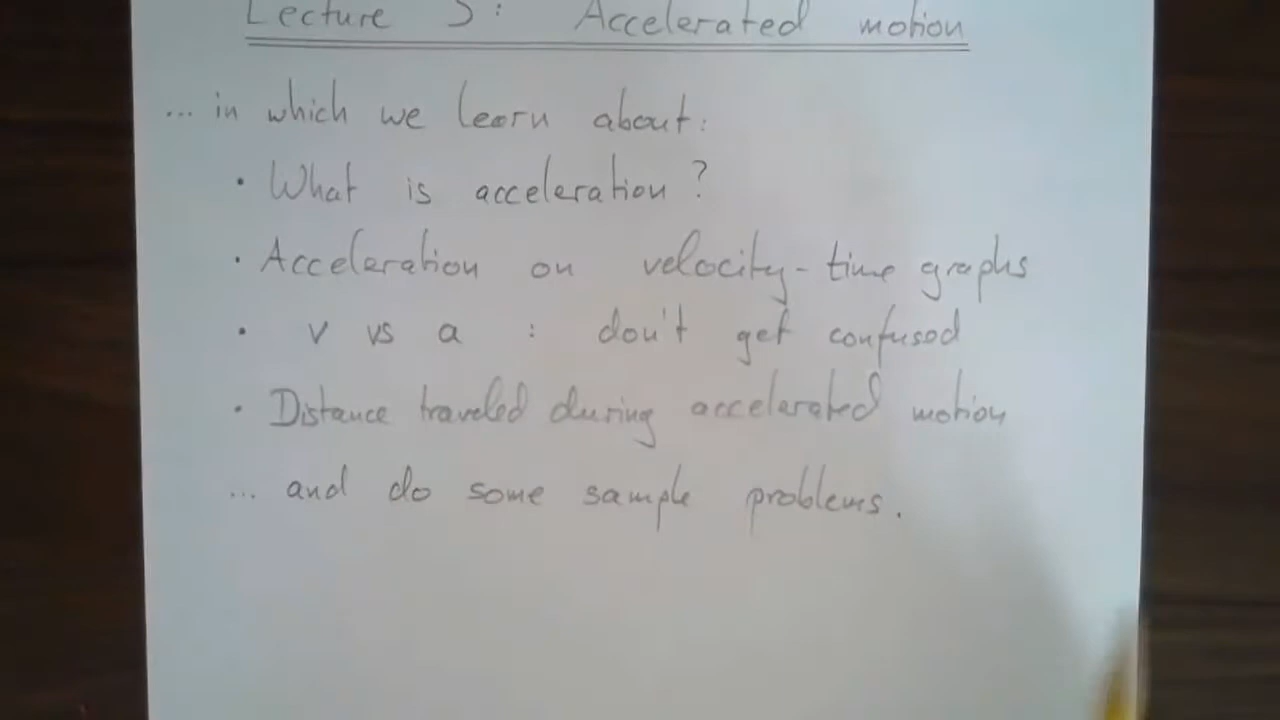 Lecture : Accelerated motion
... in which we learn about:
• What is acceleration ?
• Acceleration on velocity-time graphs
• v vs a : don't get confused
• Distance traveled during accelerated motion
... and do some sample problems.